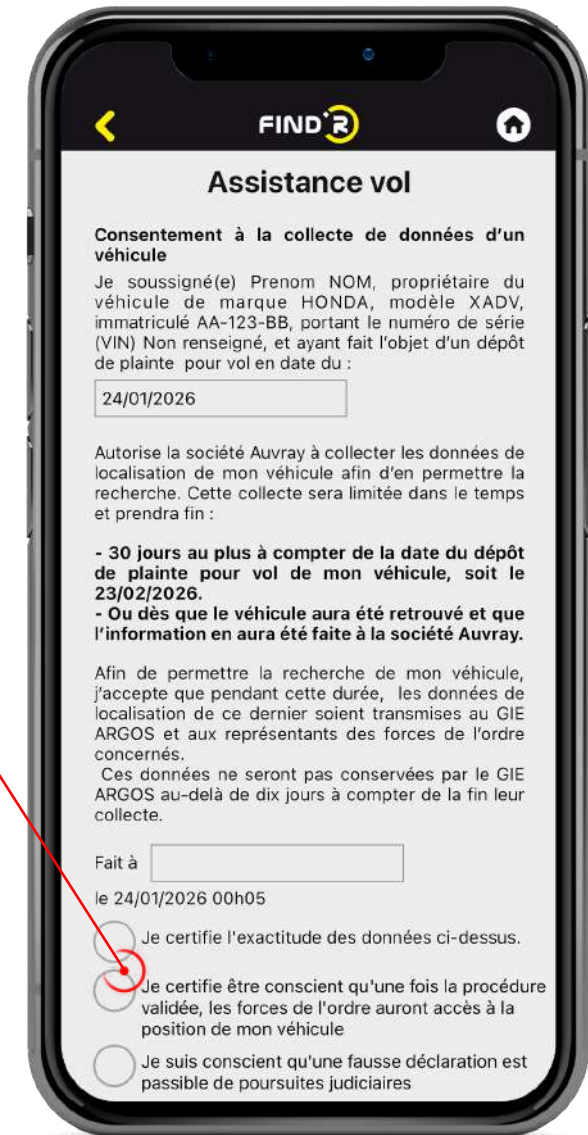 FIND'R
Assistance vol
Consentement à la collecte de données d'un
véhicule
Je soussigné(e) Prenom NOM, propriétaire du
véhicule de marque HONDA, modèle XADV,
immatriculé AA-123-BB, portant le numéro de série
(VIN) Non renseigné, et ayant fait l'objet d'un dépôt
de plainte pour vol en date du :
24/01/2026
Autorise la société Auvray à collecter les données de
localisation de mon véhicule afin d'en permettre la
recherche. Cette collecte sera limitée dans le temps
et prendra fin :
- 30 jours au plus à compter de la date du dépôt
de plainte pour vol de mon véhicule, soit le
23/02/2026.
- Ou dès que le véhicule aura été retrouvé et que
l'information en aura été faite à la société Auvray.
Afin de permettre la recherche de mon véhicule,
j'accepte que pendant cette durée, les données de
localisation de ce dernier soient transmises au GIE
ARGOS et aux représentants des forces de l'ordre
concernés.
Ces données ne seront pas conservées par le GIE
ARGOS au-delà de dix jours à compter de la fin leur
collecte.
Fait à
le 24/01/2026 00h05
Je certifie l'exactitude des données ci-dessus.
Je certifie être conscient qu'une fois la procédure
validée, les forces de l'ordre auront accès à la
position de mon véhicule
Je suis conscient qu'une fausse déclaration est
passible de poursuites judiciaires